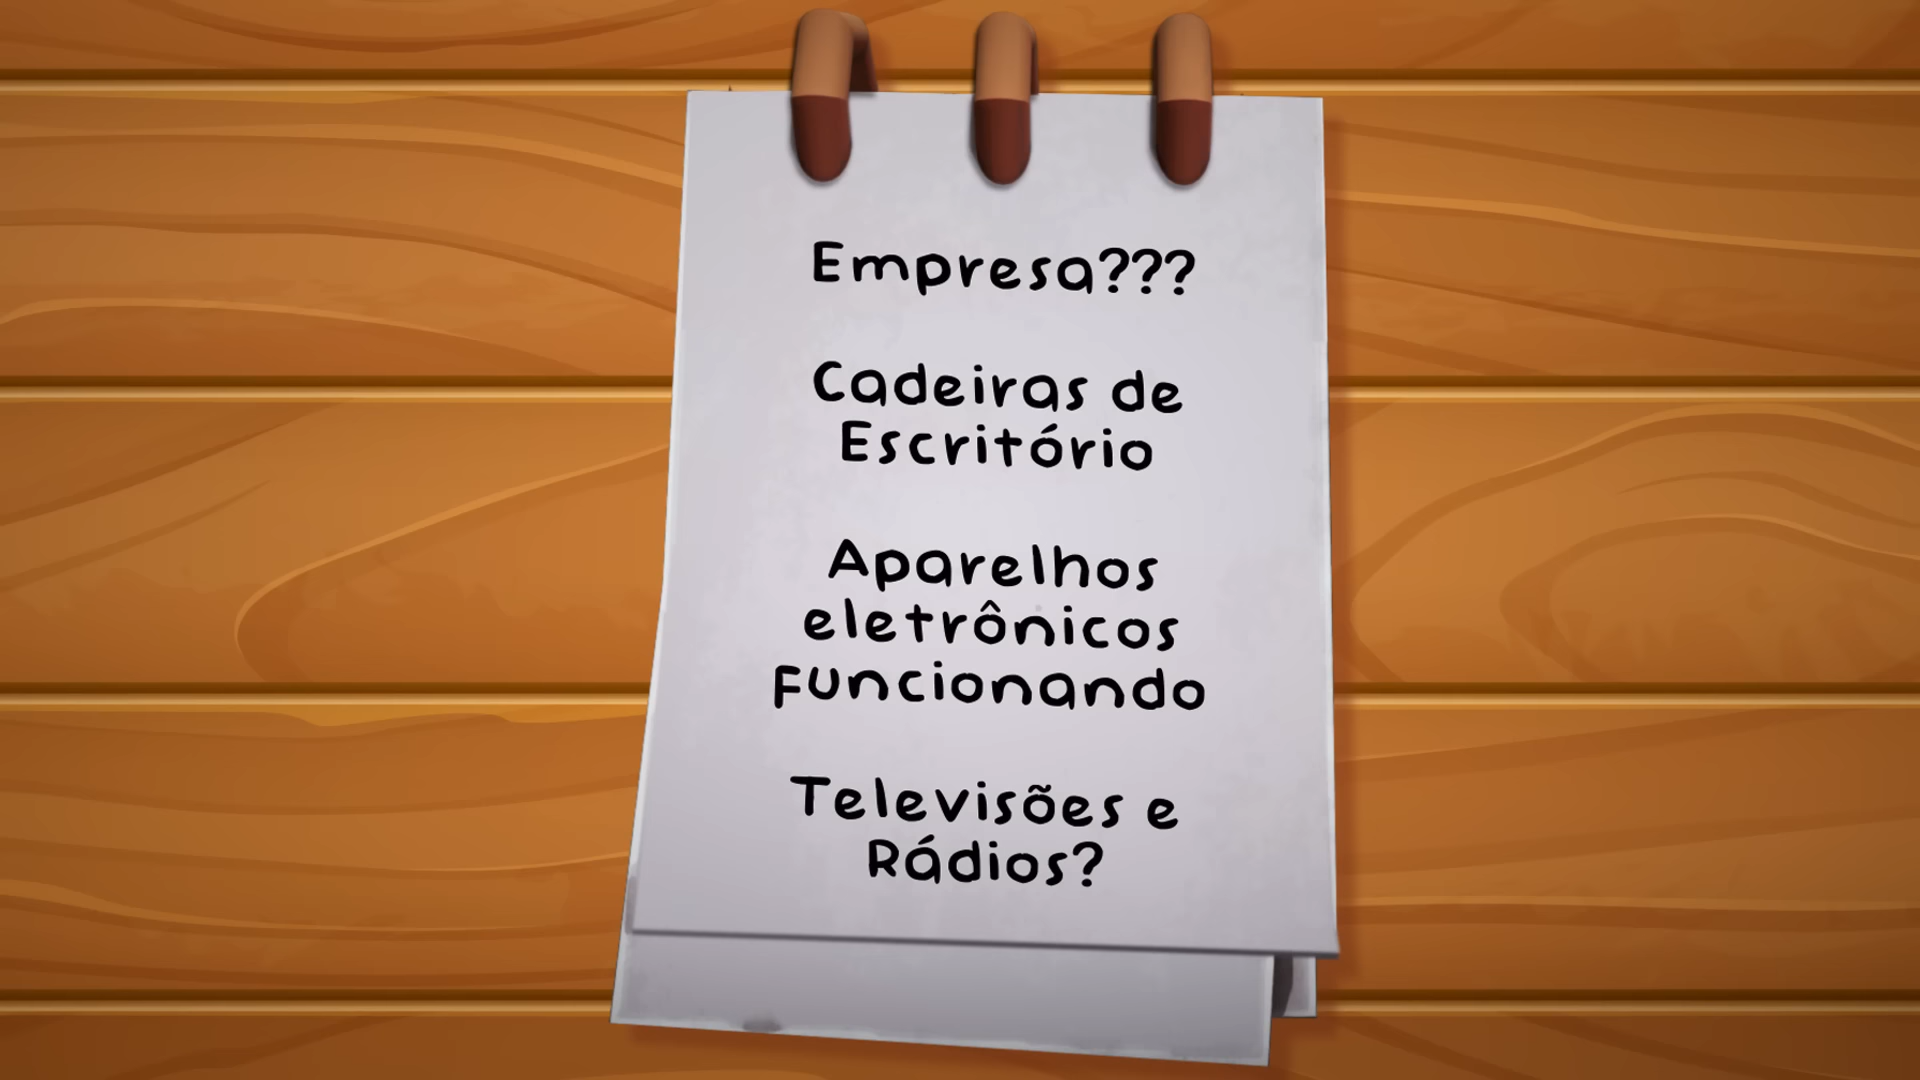 Empresa???
Cadeiras de
Escritório
Aparelhos
eletrônicos
funcionando
Televisões e
Rádios?